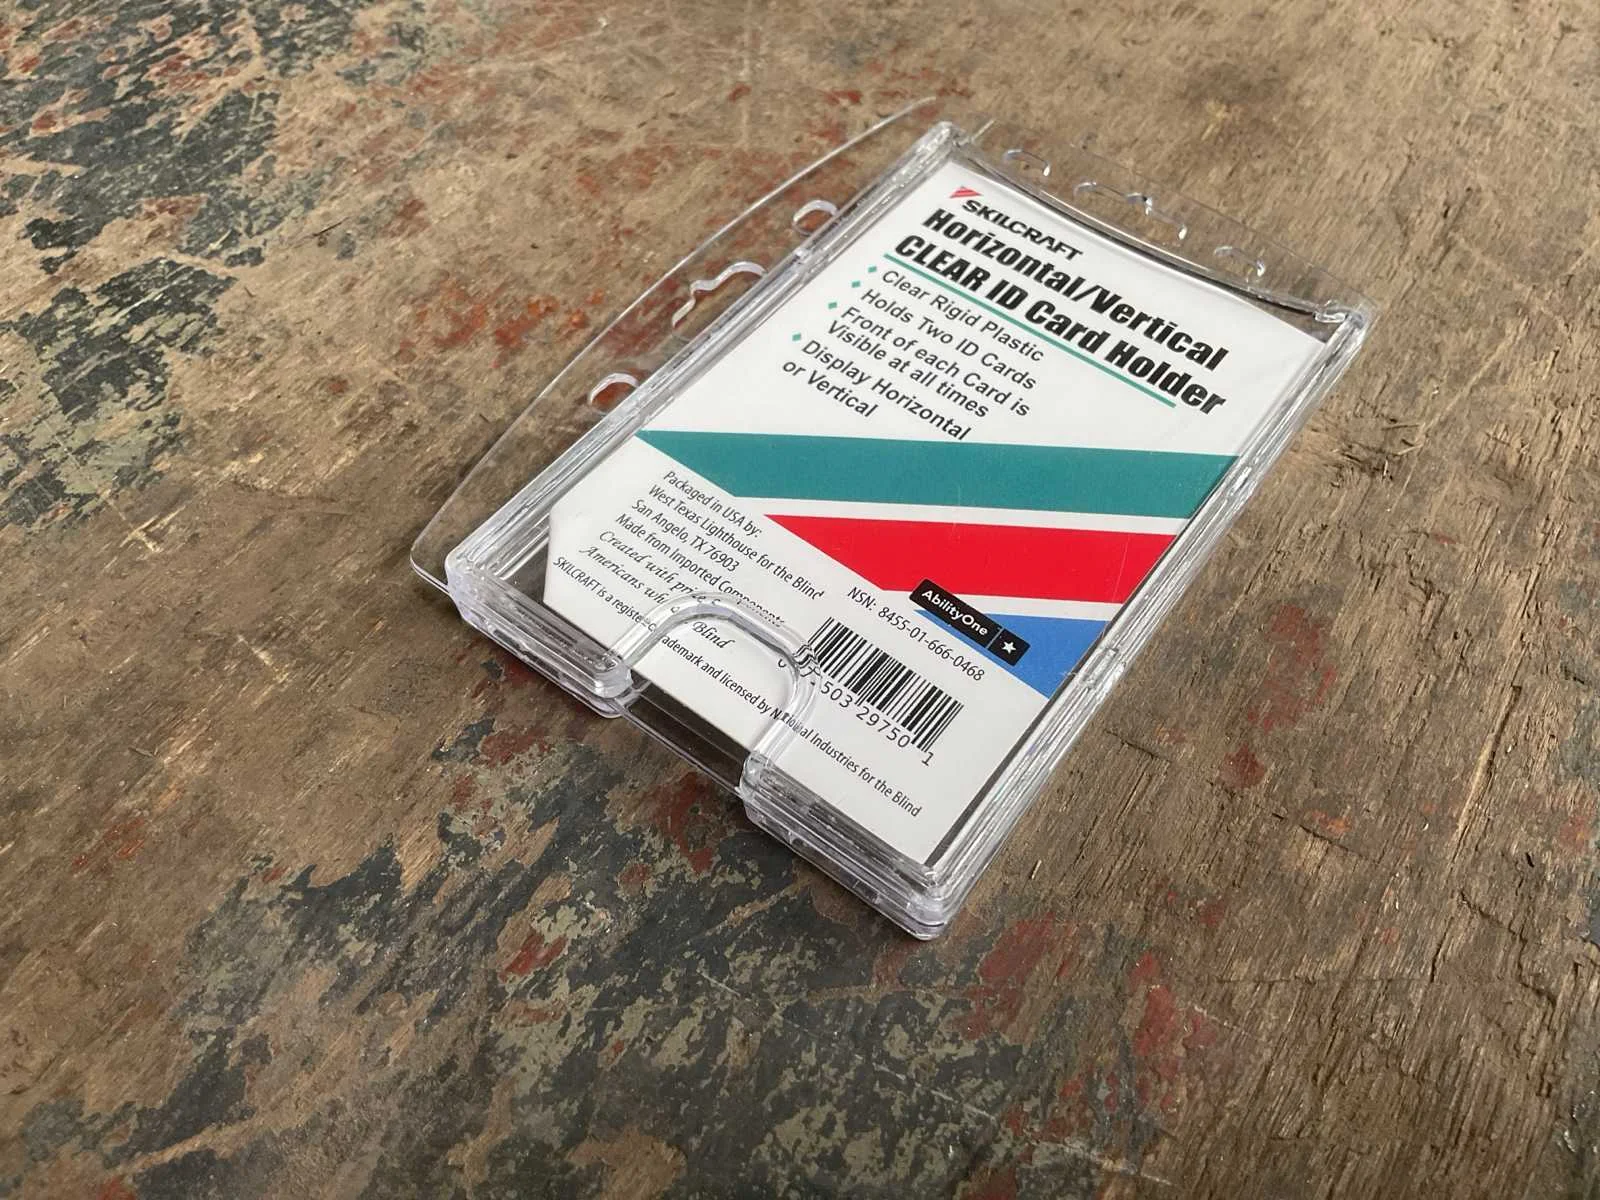 SKILCRAFT
Horizontal/Vertical
CLEAR ID Card Holder
Clear Rigid Plastic
Holds Two ID Cards
Front of each Card is
Visible at all times
Display Horizontal
or Vertical
Packaged in USA by:
West Texas Lighthouse for the Blind
San Angelo, TX 76903
Made from Imported Components
Created with pride
Americans Blind
SKILCRAFT is a registered trademark and licensed by National Industries for the Blind
NSN: 8455-01-666-0468
AbilityOne
503 29750 1